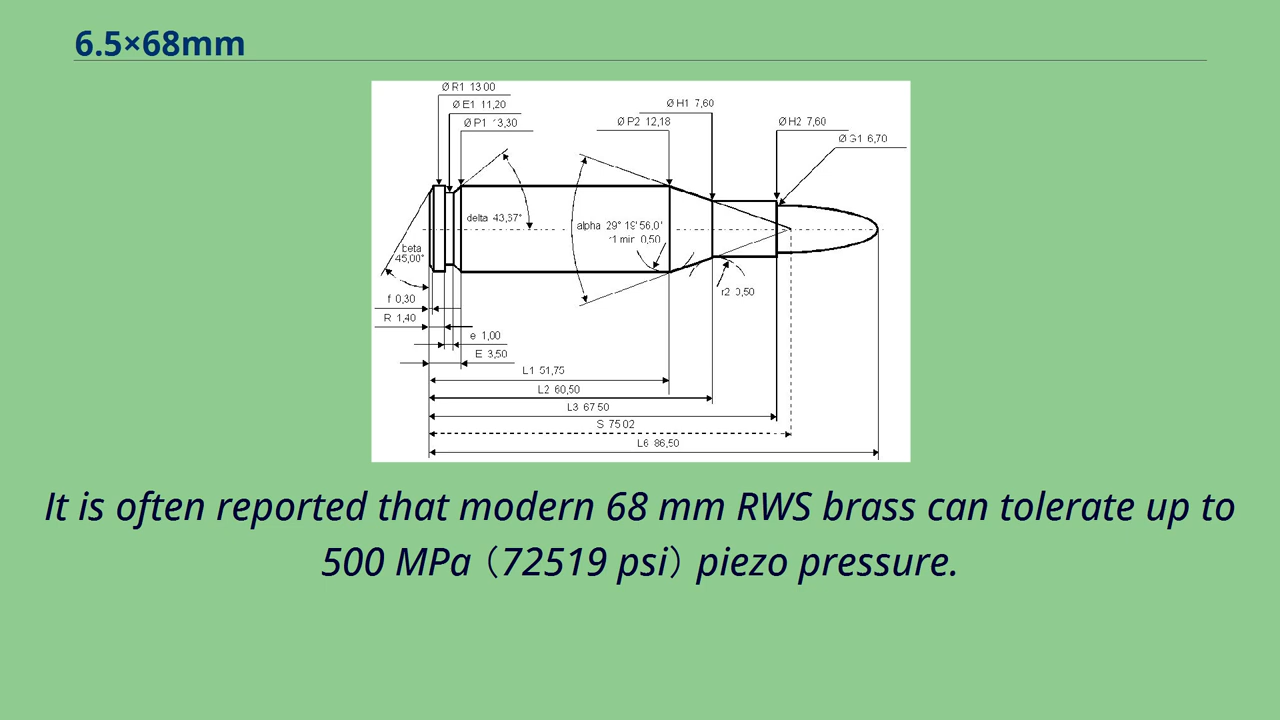 6.5×68mm
Ø R1 13 00
Ø E1 11,20
Ø P1 13,30
Ø H1 7,60
Ø P2 12,18
Ø H2 7,60
Ø G1 6,70
delta 43,37°
alpha 29° 19' 56.0'
r1 min 0,50
beta
45,00°
r2 0,50
f 0,30
R 1,40
e 1,00
E 3,50
L1 51,75
L2 60,50
L3 67 50
S 75 02
L6 86,50
It is often reported that modern 68 mm RWS brass can tolerate up to
500 MPa（72519 psi）piezo pressure.